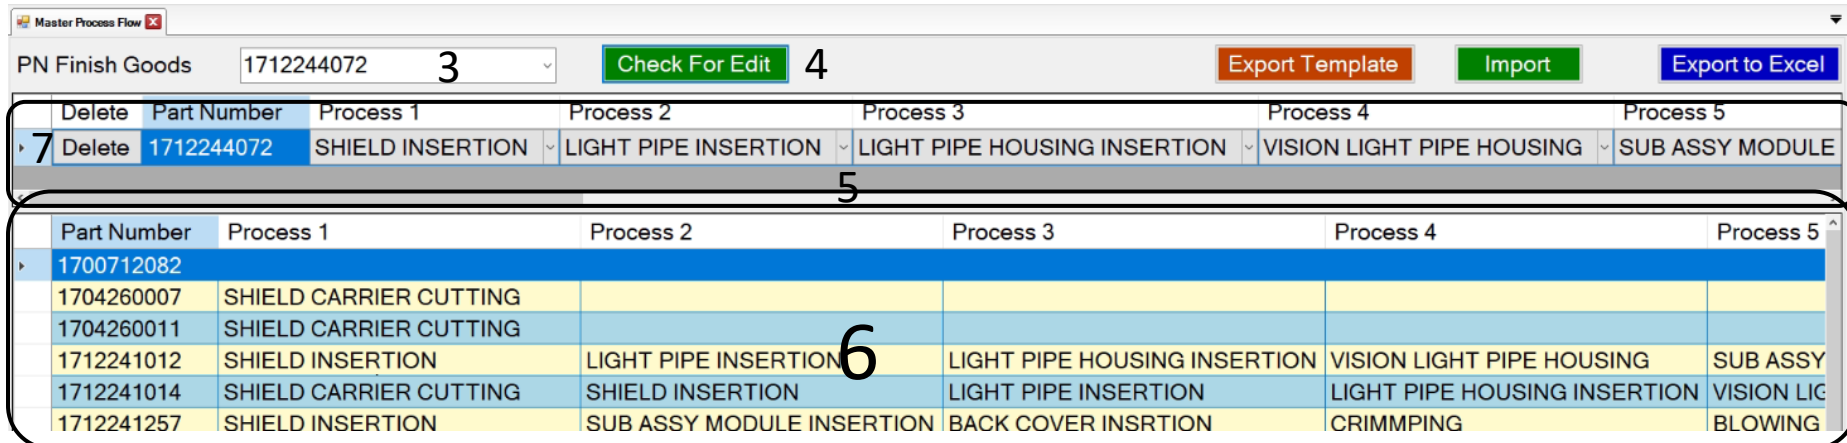 Master Process Flow
PN Finish Goods 1712244072 3 Check For Edit 4 Export Template Import Export to Excel
Delete Part Number Process 1 Process 2 Process 3 Process 4 Process 5
7 Delete 1712244072 SHIELD INSERTION LIGHT PIPE INSERTION LIGHT PIPE HOUSING INSERTION VISION LIGHT PIPE HOUSING SUB ASSY MODULE
5
Part Number Process 1 Process 2 Process 3 Process 4 Process 5
1700712082
1704260007 SHIELD CARRIER CUTTING
1704260011 SHIELD CARRIER CUTTING
6
1712241012 SHIELD INSERTION LIGHT PIPE INSERTION LIGHT PIPE HOUSING INSERTION VISION LIGHT PIPE HOUSING SUB ASSY
1712241014 SHIELD CARRIER CUTTING SHIELD INSERTION LIGHT PIPE INSERTION LIGHT PIPE HOUSING INSERTION VISION LIG
1712241257 SHIELD INSERTION SUB ASSY MODULE INSERTION BACK COVER INSRTION CRIMMPING BLOWING